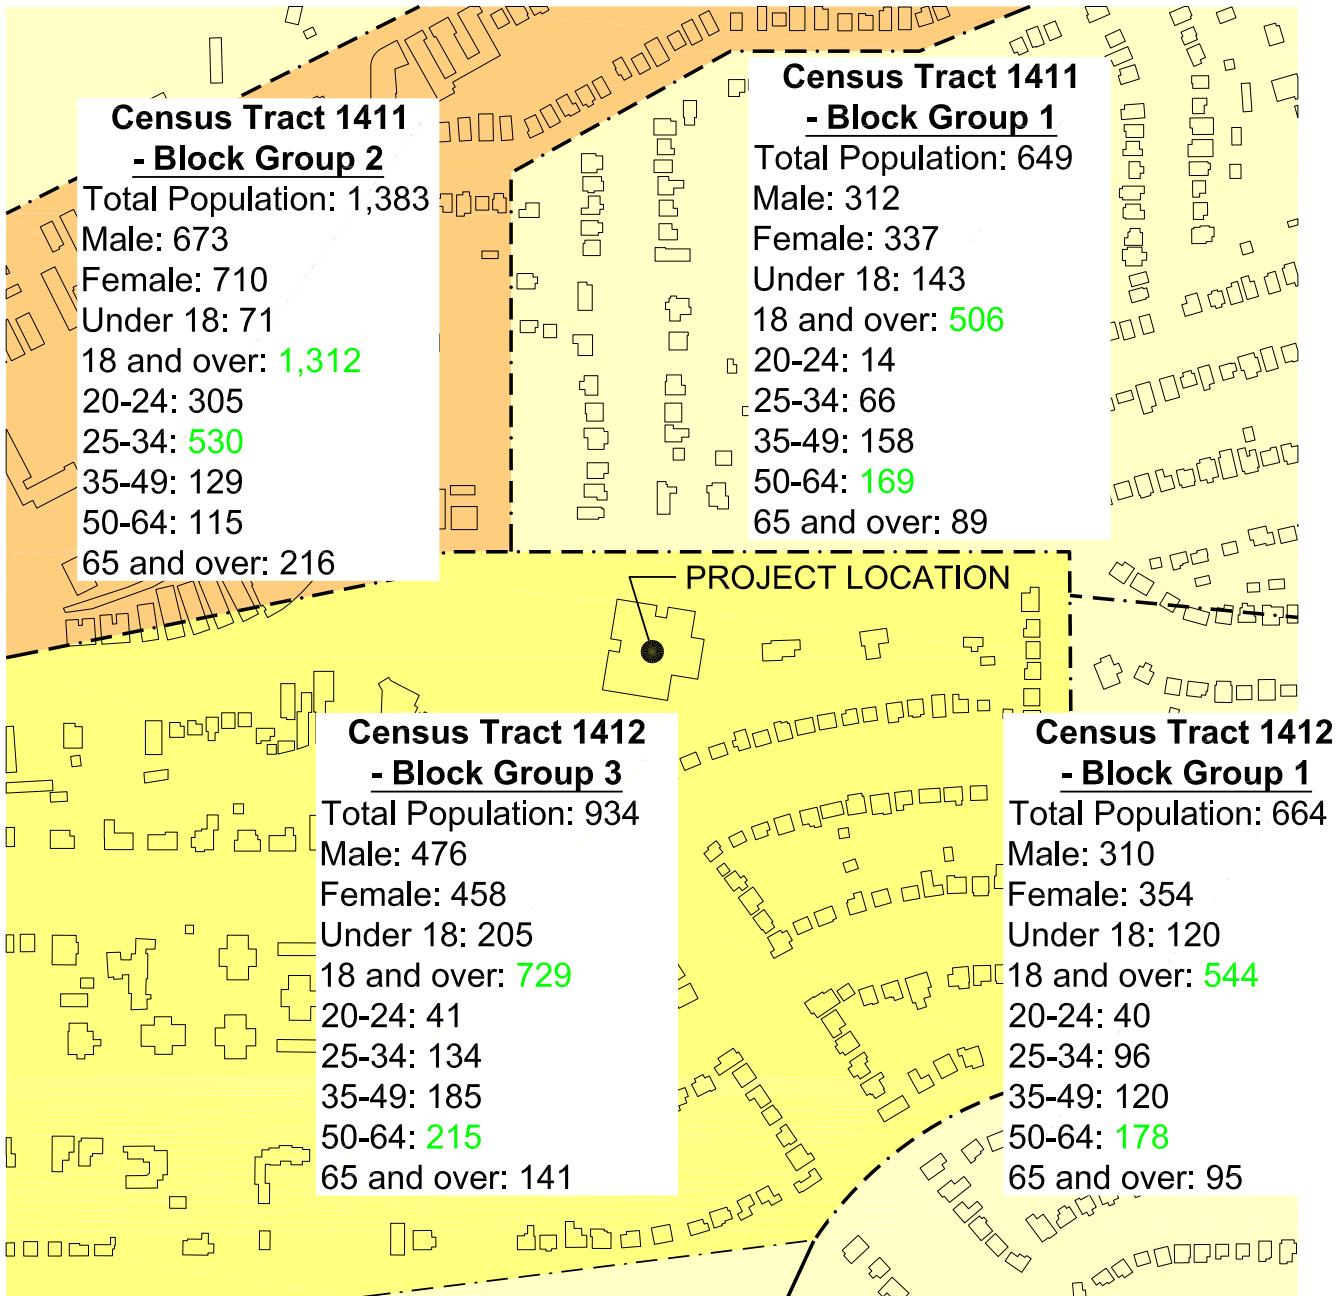 Census Tract 1411
- Block Group 2
Total Population: 1,383
Male: 673
Female: 710
Under 18: 71
18 and over: 1,312
20-24: 305
25-34: 530
35-49: 129
50-64: 115
65 and over: 216
Census Tract 1411
- Block Group 1
Total Population: 649
Male: 312
Female: 337
Under 18: 143
18 and over: 506
20-24: 14
25-34: 66
35-49: 158
50-64: 169
65 and over: 89
PROJECT LOCATION
Census Tract 1412
- Block Group 3
Total Population: 934
Male: 476
Female: 458
Under 18: 205
18 and over: 729
20-24: 41
25-34: 134
35-49: 185
50-64: 215
65 and over: 141
Census Tract 1412
- Block Group 1
Total Population: 664
Male: 310
Female: 354
Under 18: 120
18 and over: 544
20-24: 40
25-34: 96
35-49: 120
50-64: 178
65 and over: 95